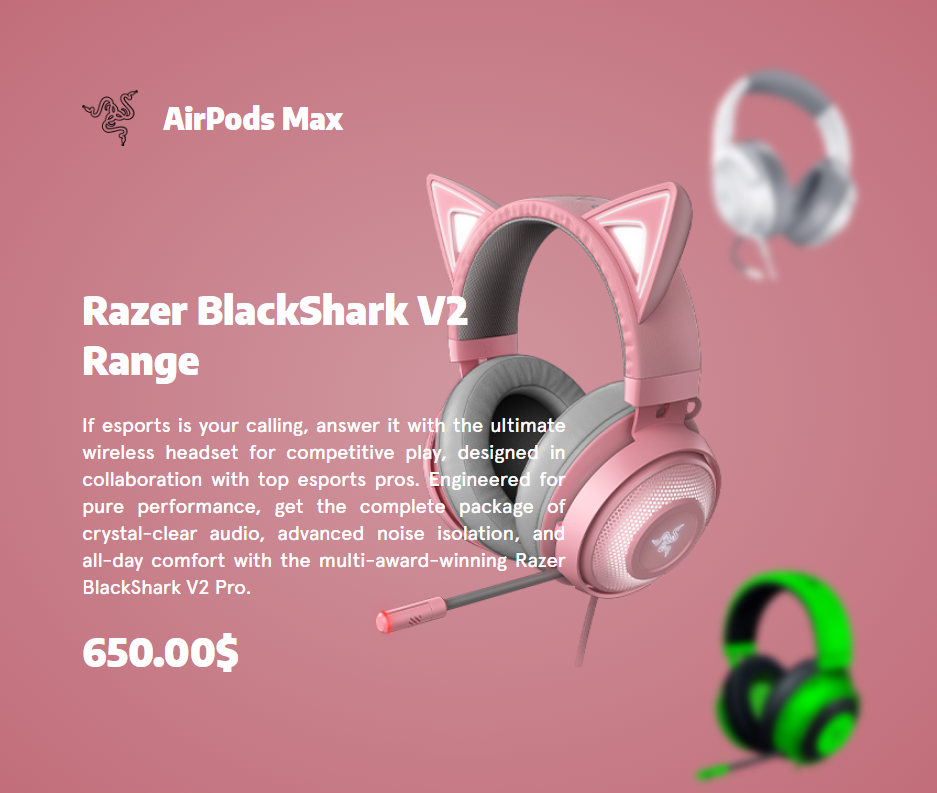 AirPods Max
Razer BlackShark V2
Range
If esports is your calling, answer it with the ultimate
wireless headset for competitive play, designed in
collaboration with top esports pros. Engineered for
pure performance, get the complete package of
crystal-clear audio, advanced noise isolation, and
all-day comfort with the multi-award-winning Razer
BlackShark V2 Pro.
650.00$